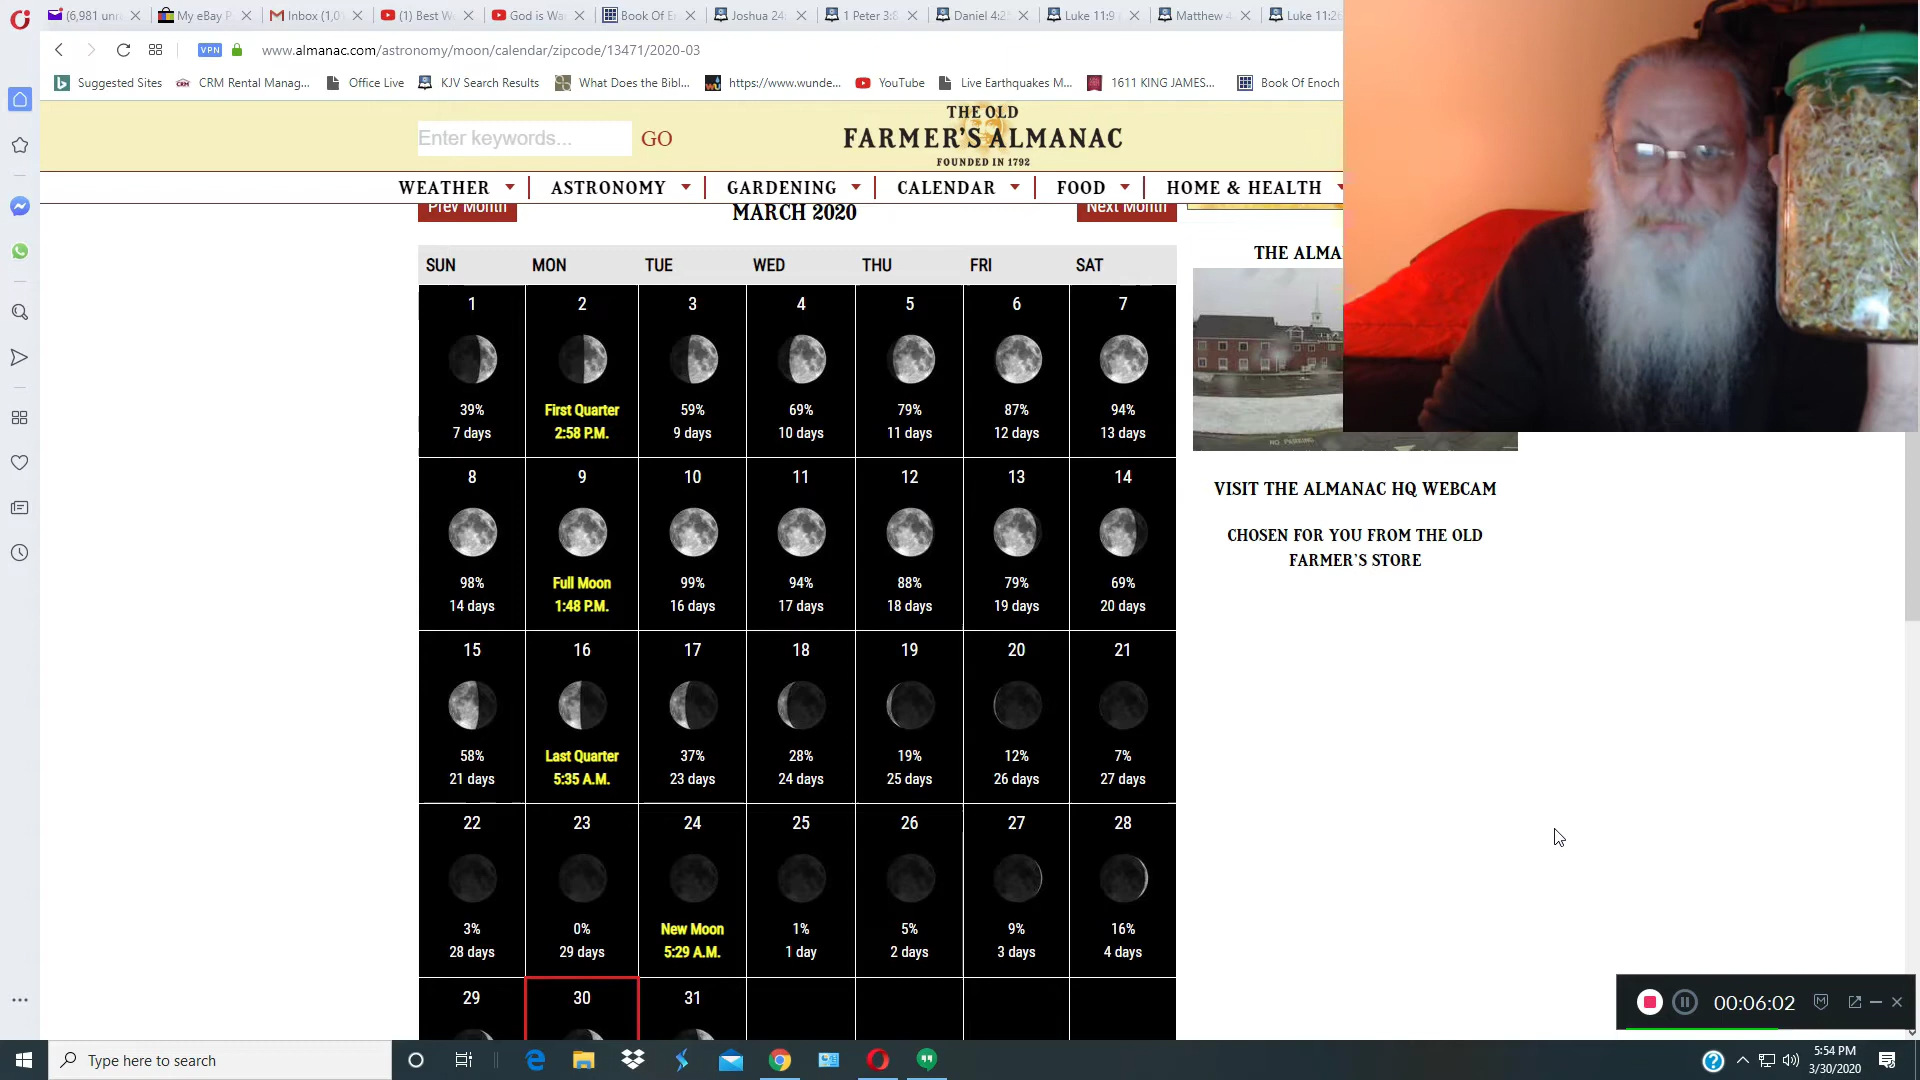 (6,981 unr
My eBay P
Inbox (1,0
(1) Best W
God is Wa
Book Of E
Joshua 24
1 Peter 3:8
Daniel 4:2
Luke 11:9
Matthew 4
Luke 11:26
VPN
www.almanac.com/astronomy/moon/calendar/zipcode/13471/2020-03
Suggested Sites
CRM Rental Manag...
Office Live
KJV Search Results
What Does the Bibl...
https://www.wunde...
YouTube
Live Earthquakes M...
1611 KING JAMES...
Book Of Enoch
Enter keywords...
GO
THE OLD
FARMER'S ALMANAC
FOUNDED IN 1792
WEATHER
ASTRONOMY
GARDENING
CALENDAR
FOOD
HOME & HEALTH
Prev Month
MARCH 2020
Next Month
SUN MON TUE WED THU FRI SAT
1 2 3 4 5 6 7
39% First Quarter 59% 69% 79% 87% 94%
7 days 2:58 P.M. 9 days 10 days 11 days 12 days 13 days
8 9 10 11 12 13 14
98% Full Moon 99% 94% 88% 79% 69%
14 days 1:48 P.M. 16 days 17 days 18 days 19 days 20 days
15 16 17 18 19 20 21
58% Last Quarter 37% 28% 19% 12% 7%
21 days 5:35 A.M. 23 days 24 days 25 days 26 days 27 days
22 23 24 25 26 27 28
3% 0% New Moon 1% 5% 9% 16%
28 days 29 days 5:29 A.M. 1 day 2 days 3 days 4 days
29 30 31
THE ALMA
VISIT THE ALMANAC HQ WEBCAM
CHOSEN FOR YOU FROM THE OLD
FARMER'S STORE
00:06:02
Type here to search
5:54 PM
3/30/2020